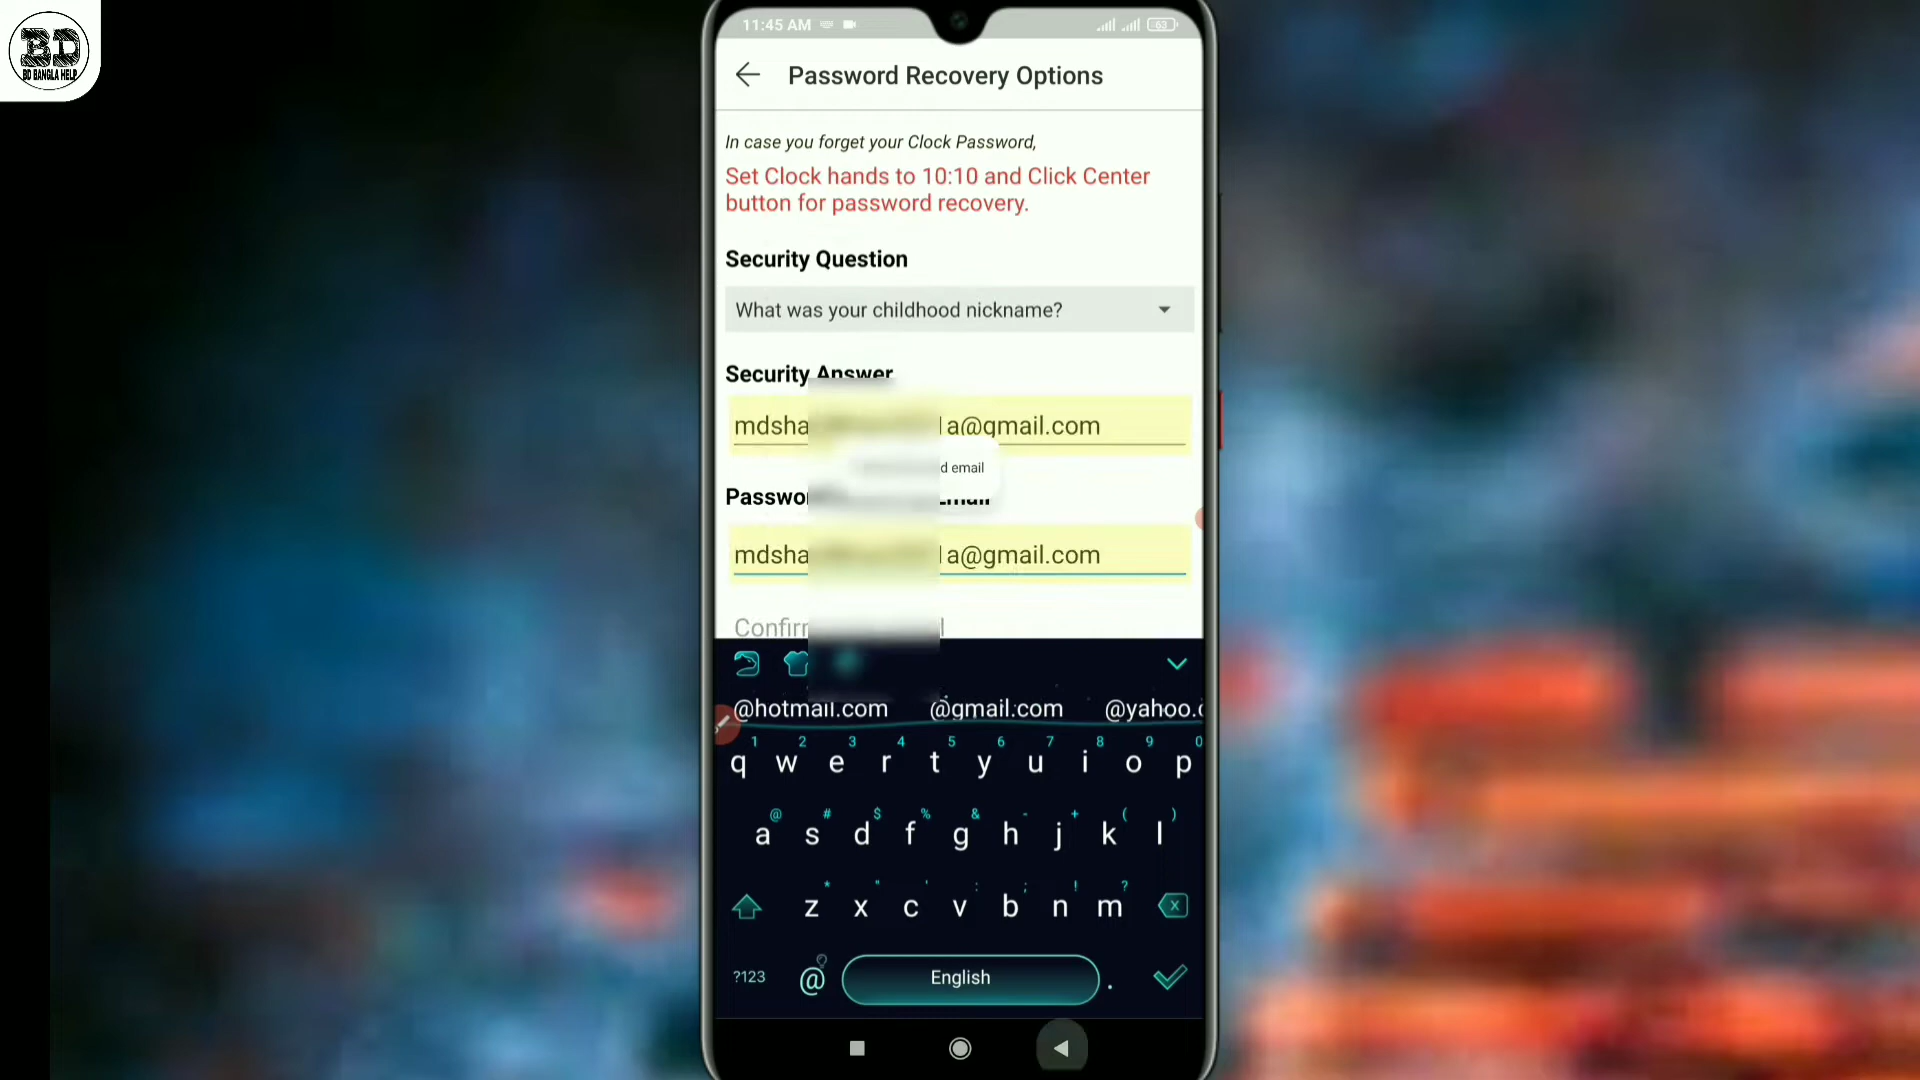 BD
BD BANGLA HELP
11:45 AM
63
Password Recovery Options
In case you forget your Clock Password,
Set Clock hands to 10:10 and Click Center
button for password recovery.
Security Question
What was your childhood nickname?
Security Answer
mdsha a@gmail.com
d email
Email
mdsha a@gmail.com
@hotmail.com @gmail.com @yahoo.
1 2 3 4 5 6 7 8 9 0
q w e r t y u i o p
@ # $ % & - + ( )
a s d f g h j k l
* " ' : ; ! ?
z x c v b n m
?123 @ English .